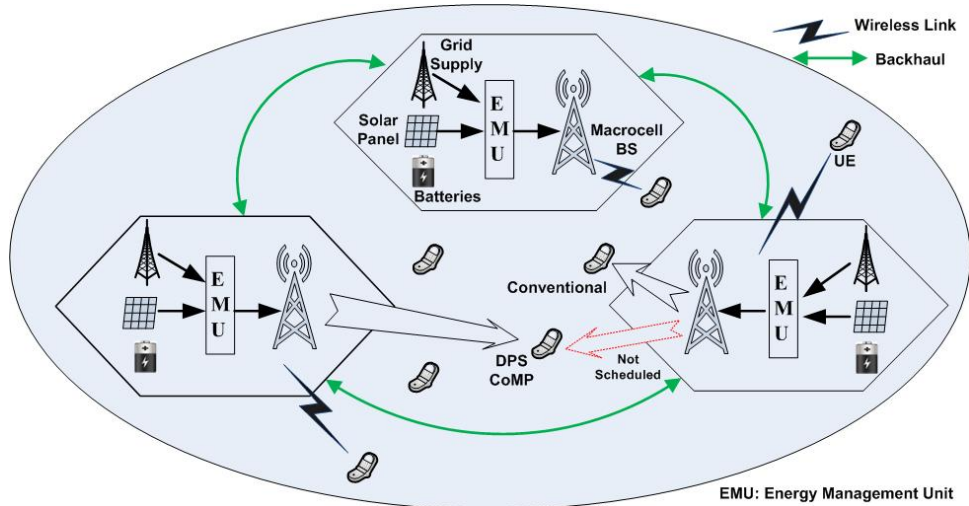 Wireless Link
Backhaul
Grid
Supply
Solar
Panel
E
M
U
Macrocell
BS
Batteries
UE
E
M
U
Conventional
E
M
U
DPS
CoMP
Not
Scheduled
EMU: Energy Management Unit